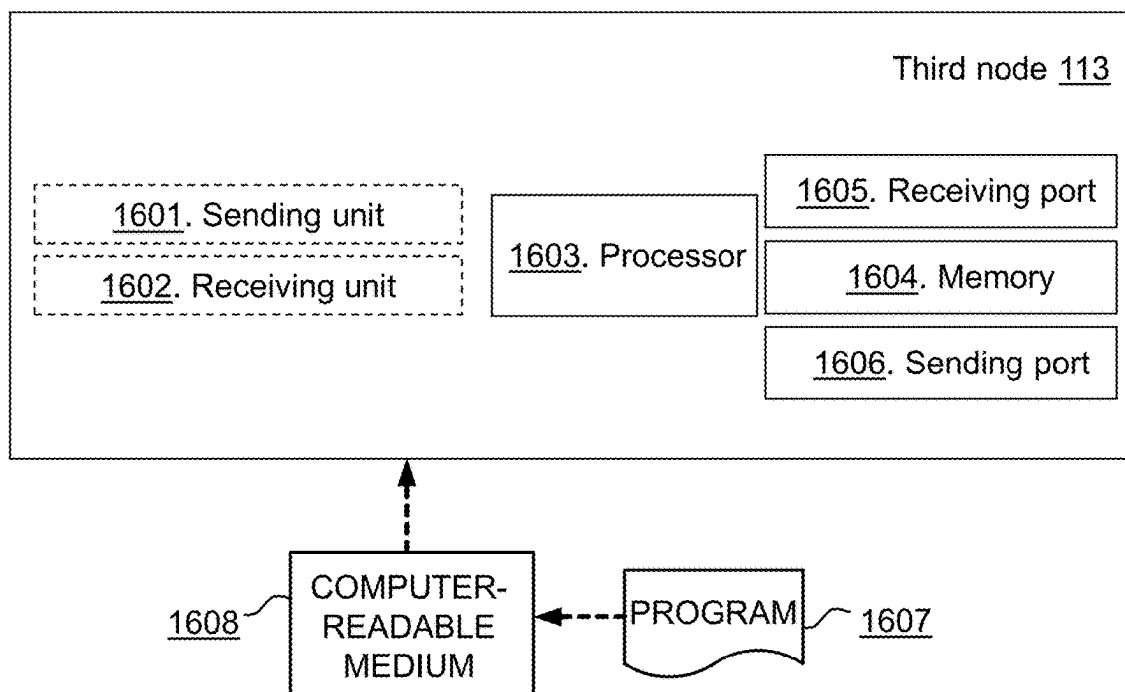 Third node 113
1601. Sending unit
1602. Receiving unit
1603. Processor
1605. Receiving port
1604. Memory
1606. Sending port
1608
COMPUTER-
READABLE
MEDIUM
PROGRAM
1607